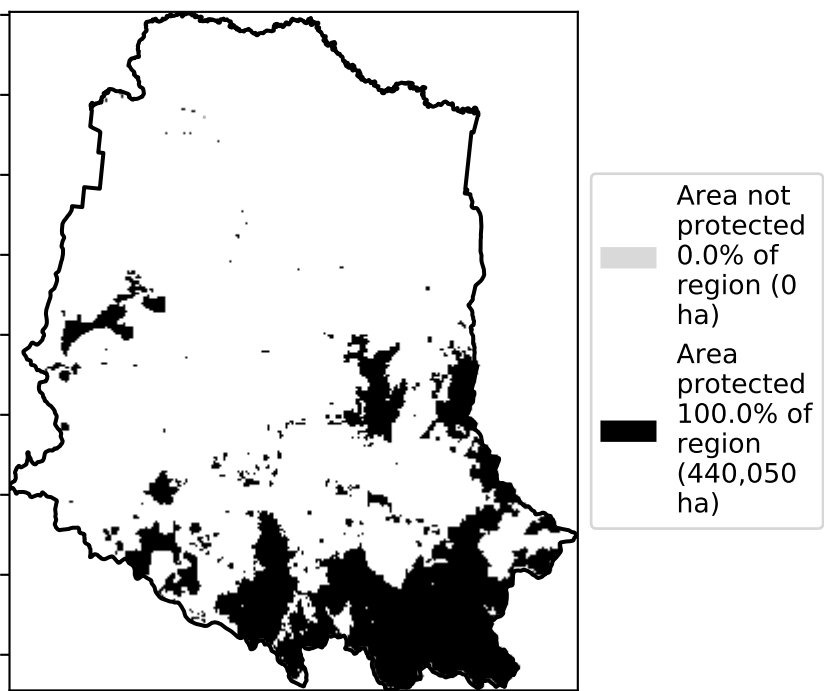 Area not
protected
0.0% of
region (0
ha)
Area
protected
100.0% of
region
(440,050
ha)